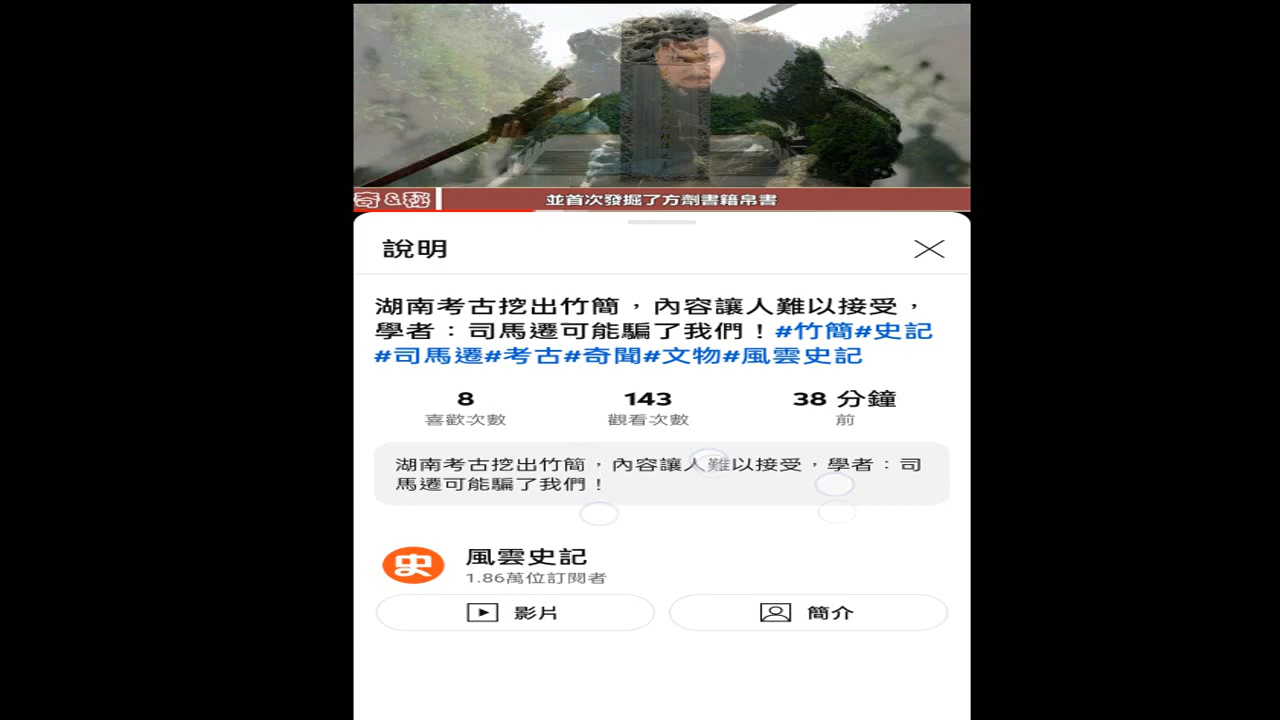 奇&秘
並首次發掘了方劑書籍帛書
說明
湖南考古挖出竹簡，內容讓人難以接受，
學者：司馬遷可能騙了我們！#竹簡#史記
#司馬遷#考古#奇聞#文物#風雲史記
8 143 38 分鐘
喜歡次數 觀看次數 前
湖南考古挖出竹簡，內容讓人難以接受，學者：司
馬遷可能騙了我們！
史 風雲史記
1.86萬位訂閱者
影片 簡介